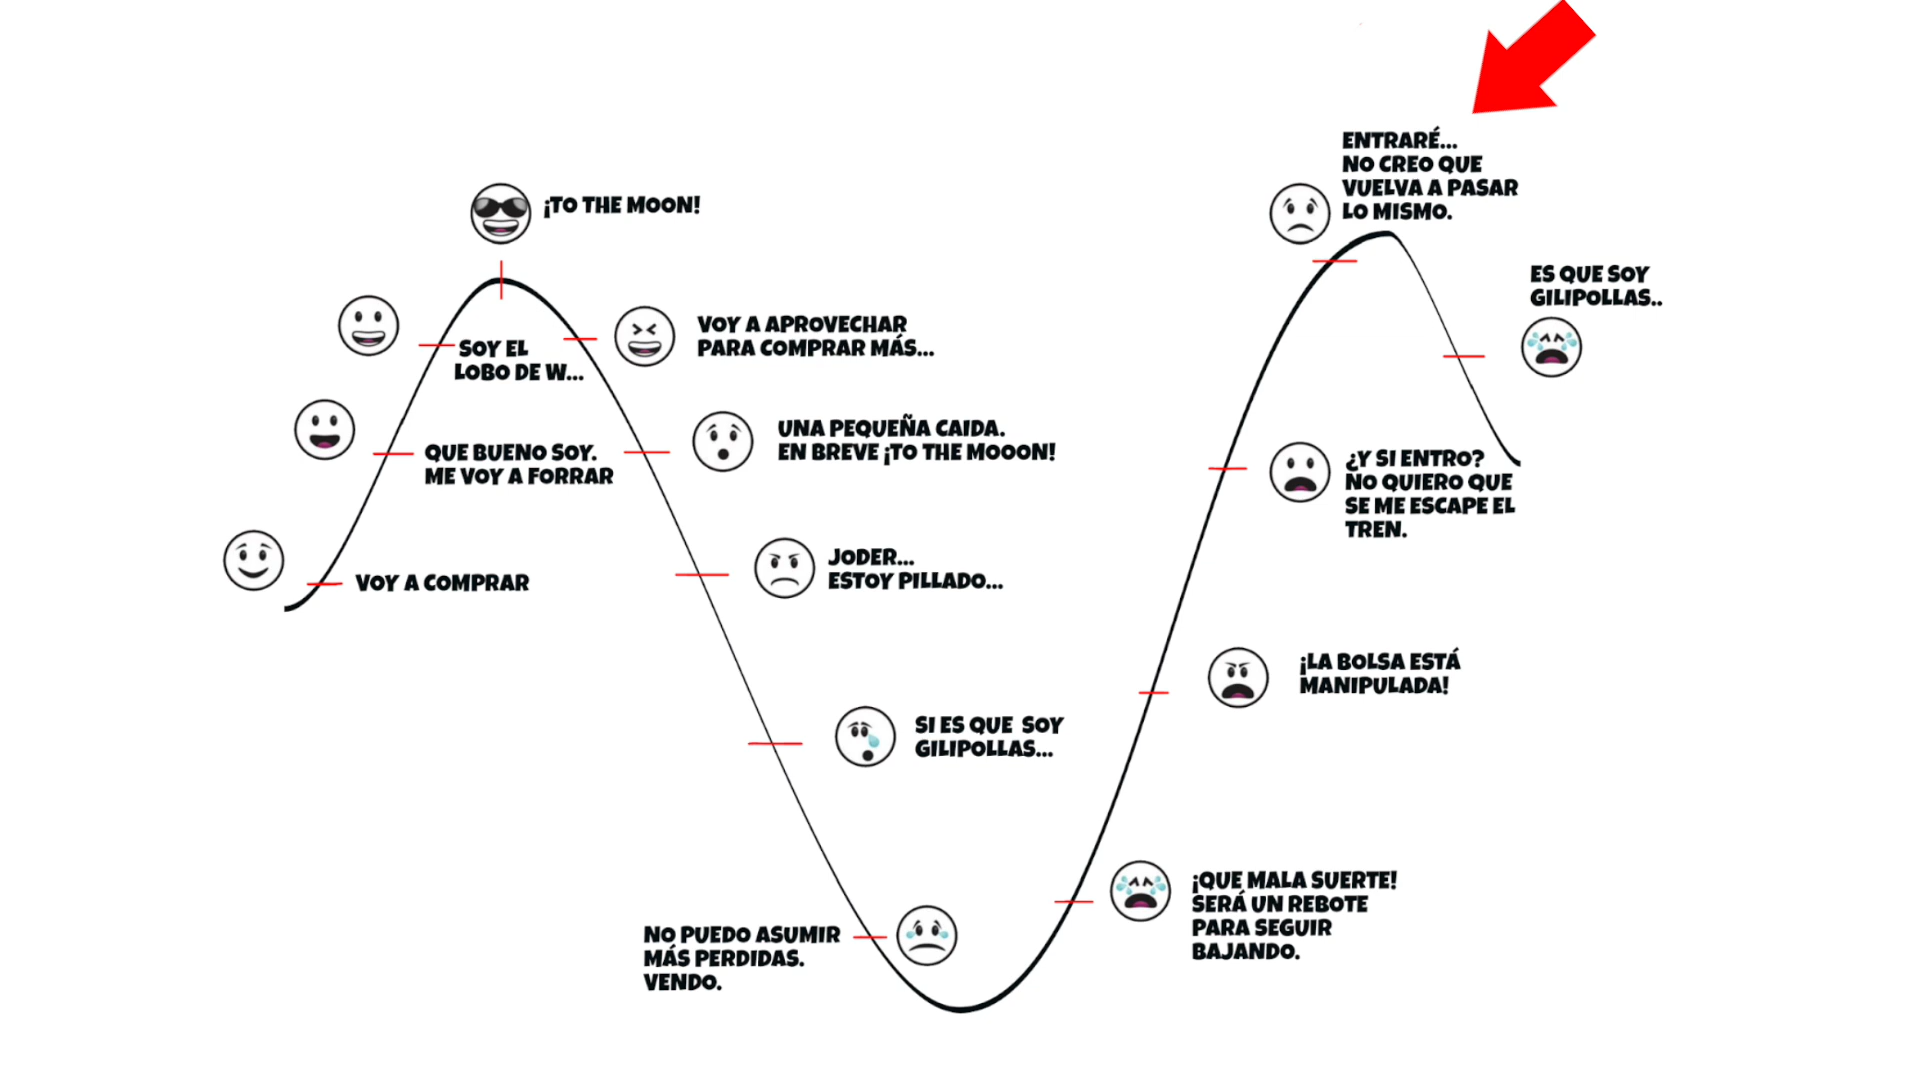 ¡TO THE MOON!
SOY EL
LOBO DE W...
QUE BUENO SOY.
ME VOY A FORRAR
VOY A COMPRAR
VOY A APROVECHAR
PARA COMPRAR MÁS...
UNA PEQUEÑA CAIDA.
EN BREVE ¡TO THE MOOON!
JODER...
ESTOY PILLADO...
SI ES QUE SOY
GILIPOLLAS...
NO PUEDO ASUMIR
MÁS PERDIDAS.
VENDO.
¡QUE MALA SUERTE!
SERÁ UN REBOTE
PARA SEGUIR
BAJANDO.
¡LA BOLSA ESTÁ
MANIPULADA!
¿Y SI ENTRO?
NO QUIERO QUE
SE ME ESCAPE EL
TREN.
ENTRARÉ...
NO CREO QUE
VUELVA A PASAR
LO MISMO.
ES QUE SOY
GILIPOLLAS..